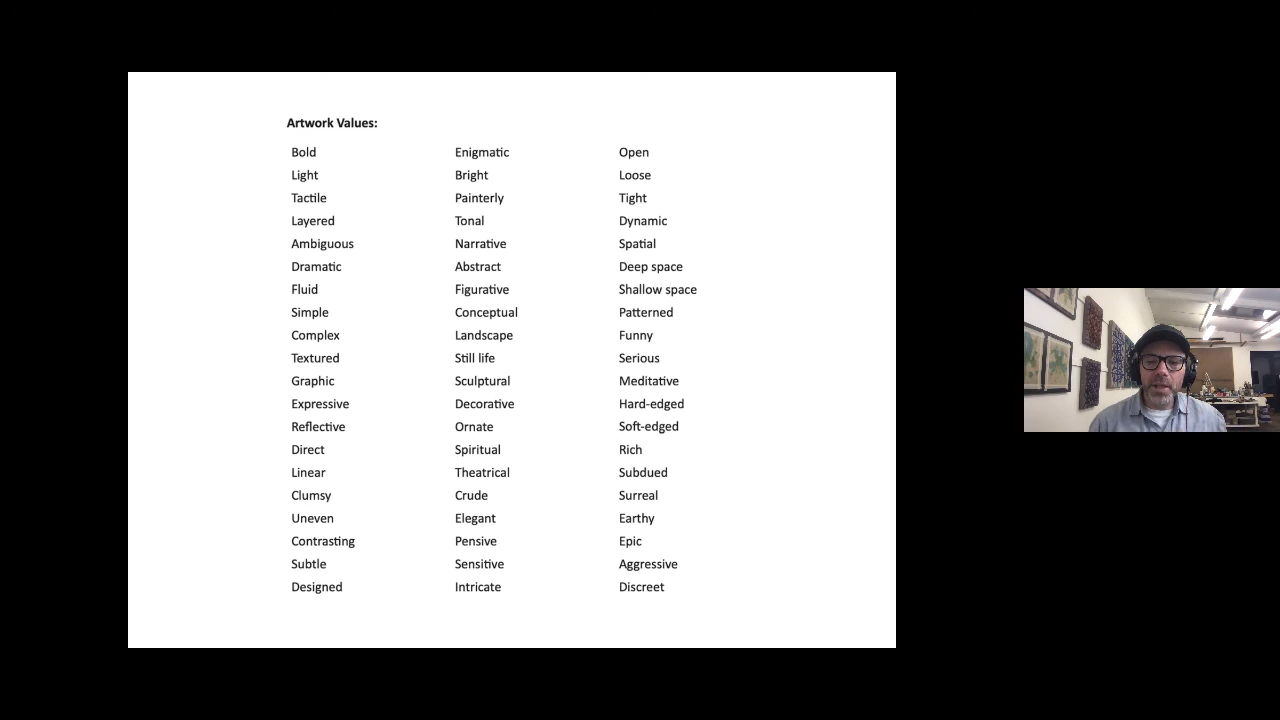 Artwork Values:
Bold Enigmatic Open
Light Bright Loose
Tactile Painterly Tight
Layered Tonal Dynamic
Ambiguous Narrative Spatial
Dramatic Abstract Deep space
Fluid Figurative Shallow space
Simple Conceptual Patterned
Complex Landscape Funny
Textured Still life Serious
Graphic Sculptural Meditative
Expressive Decorative Hard-edged
Reflective Ornate Soft-edged
Direct Spiritual Rich
Linear Theatrical Subdued
Clumsy Crude Surreal
Uneven Elegant Earthy
Contrasting Pensive Epic
Subtle Sensitive Aggressive
Designed Intricate Discreet